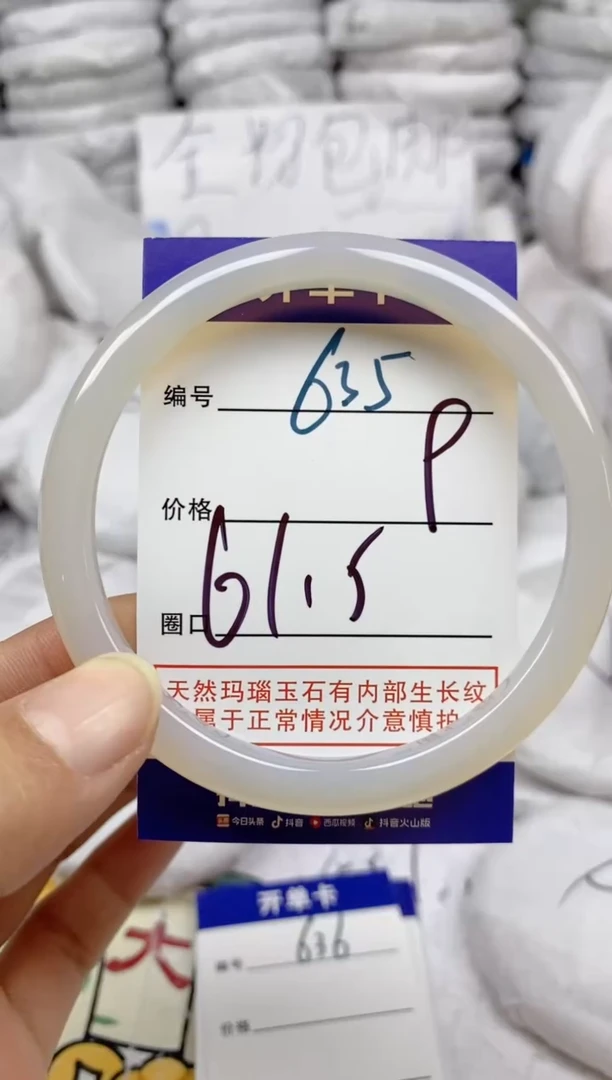 全场包邮
开单卡
编号 635
P
价格
圈口 61.5
天然玛瑙玉石有内部生长纹
属于正常情况介意慎拍
今日头条 抖音 西瓜视频 抖音火山版
开单卡
编号 636
价格